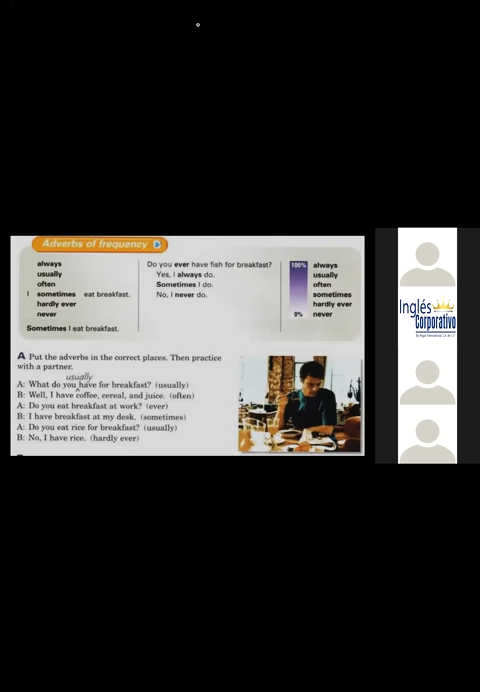 Adverbs of frequency
always
usually
often
I sometimes eat breakfast.
hardly ever
never
Sometimes I eat breakfast.
Do you ever have fish for breakfast?
Yes, I always do.
Sometimes I do.
No, I never do.
100% always
usually
often
sometimes
hardly ever
0% never
A Put the adverbs in the correct places. Then practice
with a partner.
usually
A: What do you have for breakfast? (usually)
B: Well, I have coffee, cereal, and juice. (often)
A: Do you eat breakfast at work? (ever)
B: I have breakfast at my desk. (sometimes)
A: Do you eat rice for breakfast? (usually)
B: No, I have rice. (hardly ever)
Inglés
Corporativo